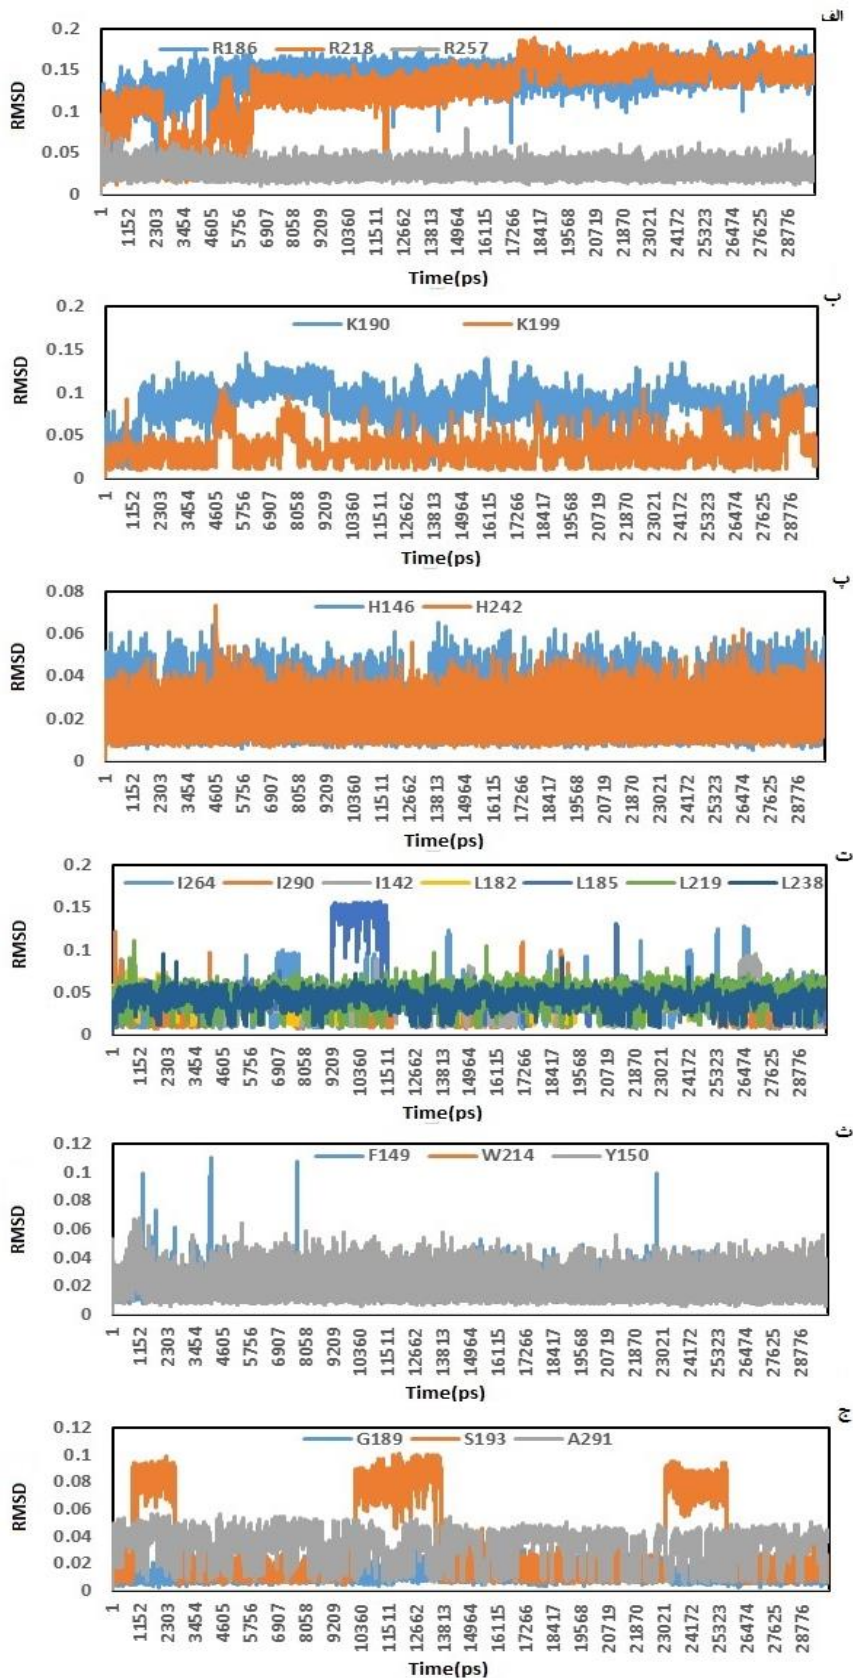 الف
0.2
R186 R218 R257
0.15
0.1
0.05
0
RMSD
1 1152 2303 3454 4605 5756 6907 8058 9209 10360 11511 12662 13813 14964 16115 17266 18417 19568 20719 21870 23021 24172 25323 26474 27625 28776
Time(ps)
ب
0.2
K190 K199
0.15
0.1
0.05
0
RMSD
1 1152 2303 3454 4605 5756 6907 8058 9209 10360 11511 12662 13813 14964 16115 17266 18417 19568 20719 21870 23021 24172 25323 26474 27625 28776
Time(ps)
پ
0.08
H146 H242
0.06
0.04
0.02
0
RMSD
1 1152 2303 3454 4605 5756 6907 8058 9209 10360 11511 12662 13813 14964 16115 17266 18417 19568 20719 21870 23021 24172 25323 26474 27625 28776
Time(ps)
ت
0.2
I264 I290 I142 L182 L185 L219 L238
0.15
0.1
0.05
0
RMSD
1 1152 2303 3454 4605 5756 6907 8058 9209 10360 11511 12662 13813 14964 16115 17266 18417 19568 20719 21870 23021 24172 25323 26474 27625 28776
Time(ps)
ث
0.12
F149 W214 Y150
0.1
0.08
0.06
0.04
0.02
0
RMSD
1 1152 2303 3454 4605 5756 6907 8058 9209 10360 11511 12662 13813 14964 16115 17266 18417 19568 20719 21870 23021 24172 25323 26474 27625 28776
Time(ps)
ج
0.12
G189 S193 A291
0.1
0.08
0.06
0.04
0.02
0
RMSD
1 1152 2303 3454 4605 5756 6907 8058 9209 10360 11511 12662 13813 14964 16115 17266 18417 19568 20719 21870 23021 24172 25323 26474 27625 28776
Time(ps)